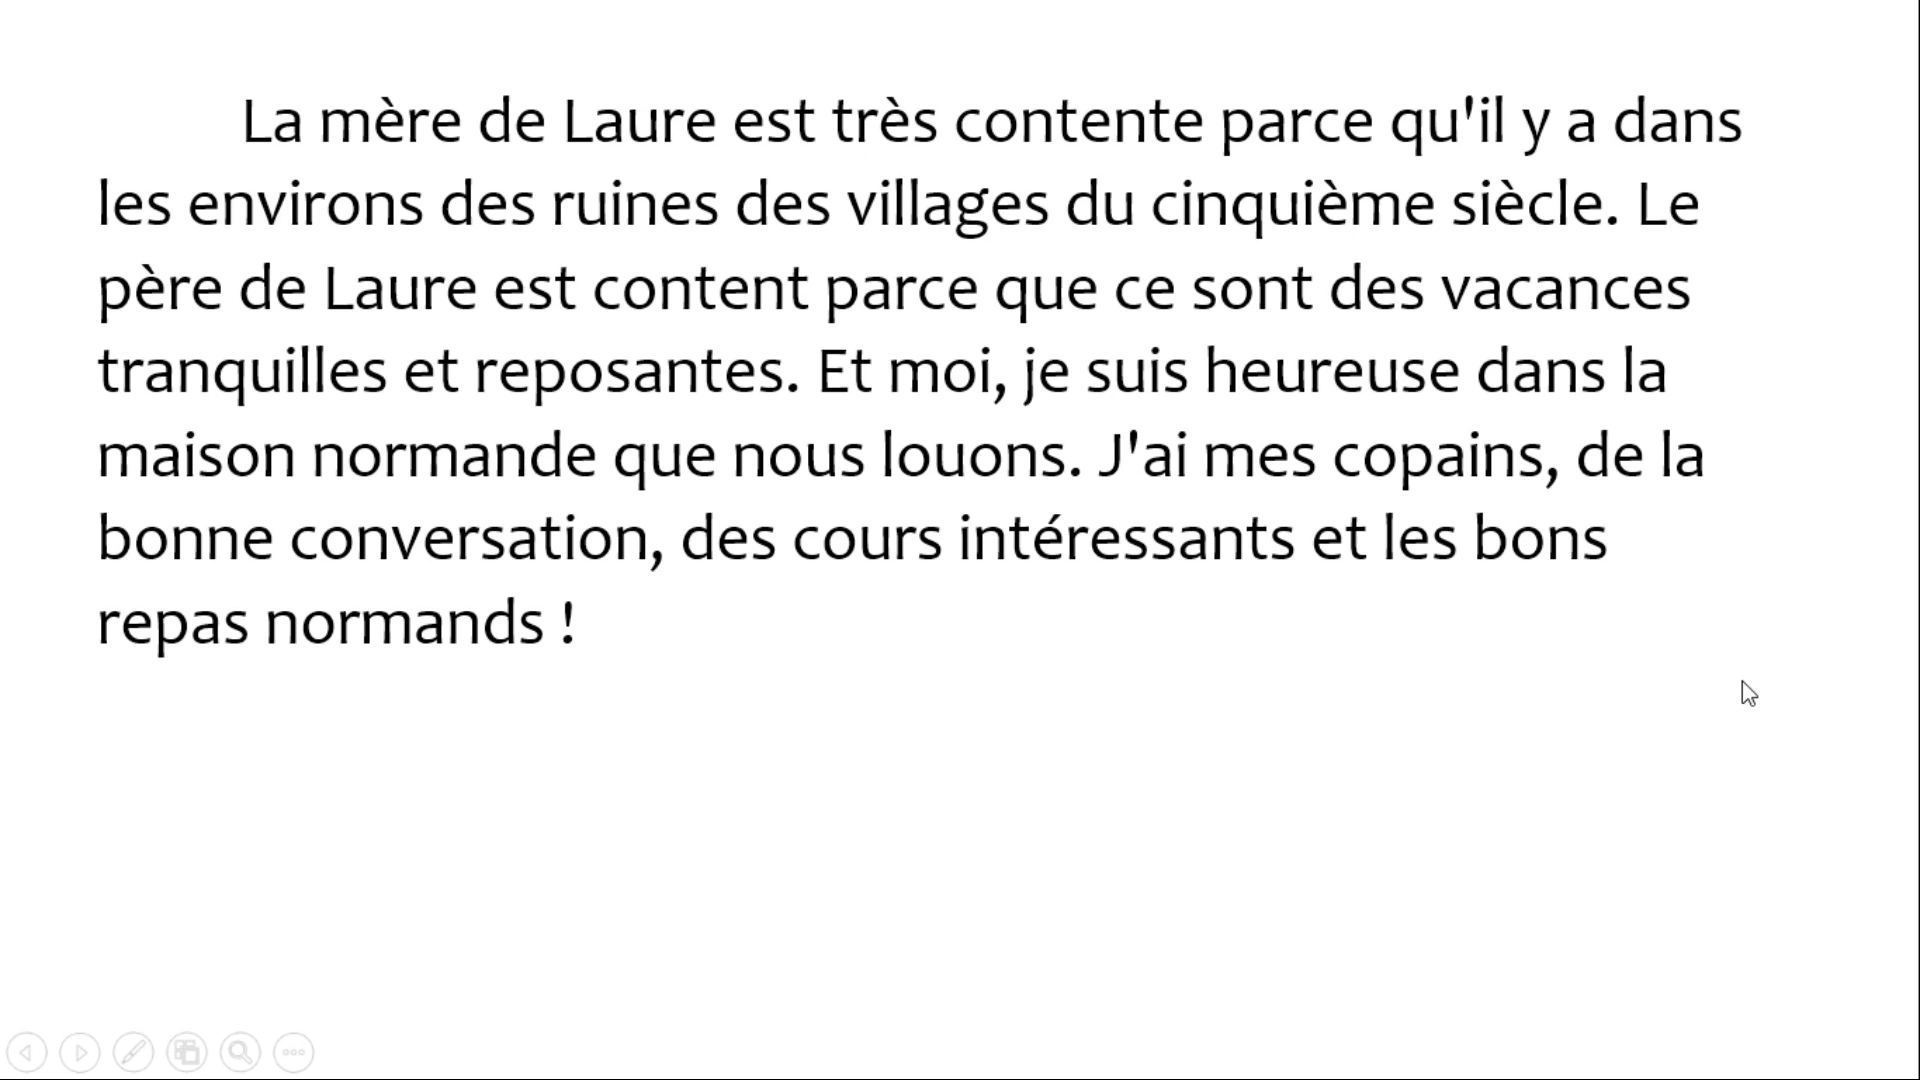 La mère de Laure est très contente parce qu'il y a dans
les environs des ruines des villages du cinquième siècle. Le
père de Laure est content parce que ce sont des vacances
tranquilles et reposantes. Et moi, je suis heureuse dans la
maison normande que nous louons. J'ai mes copains, de la
bonne conversation, des cours intéressants et les bons
repas normands !